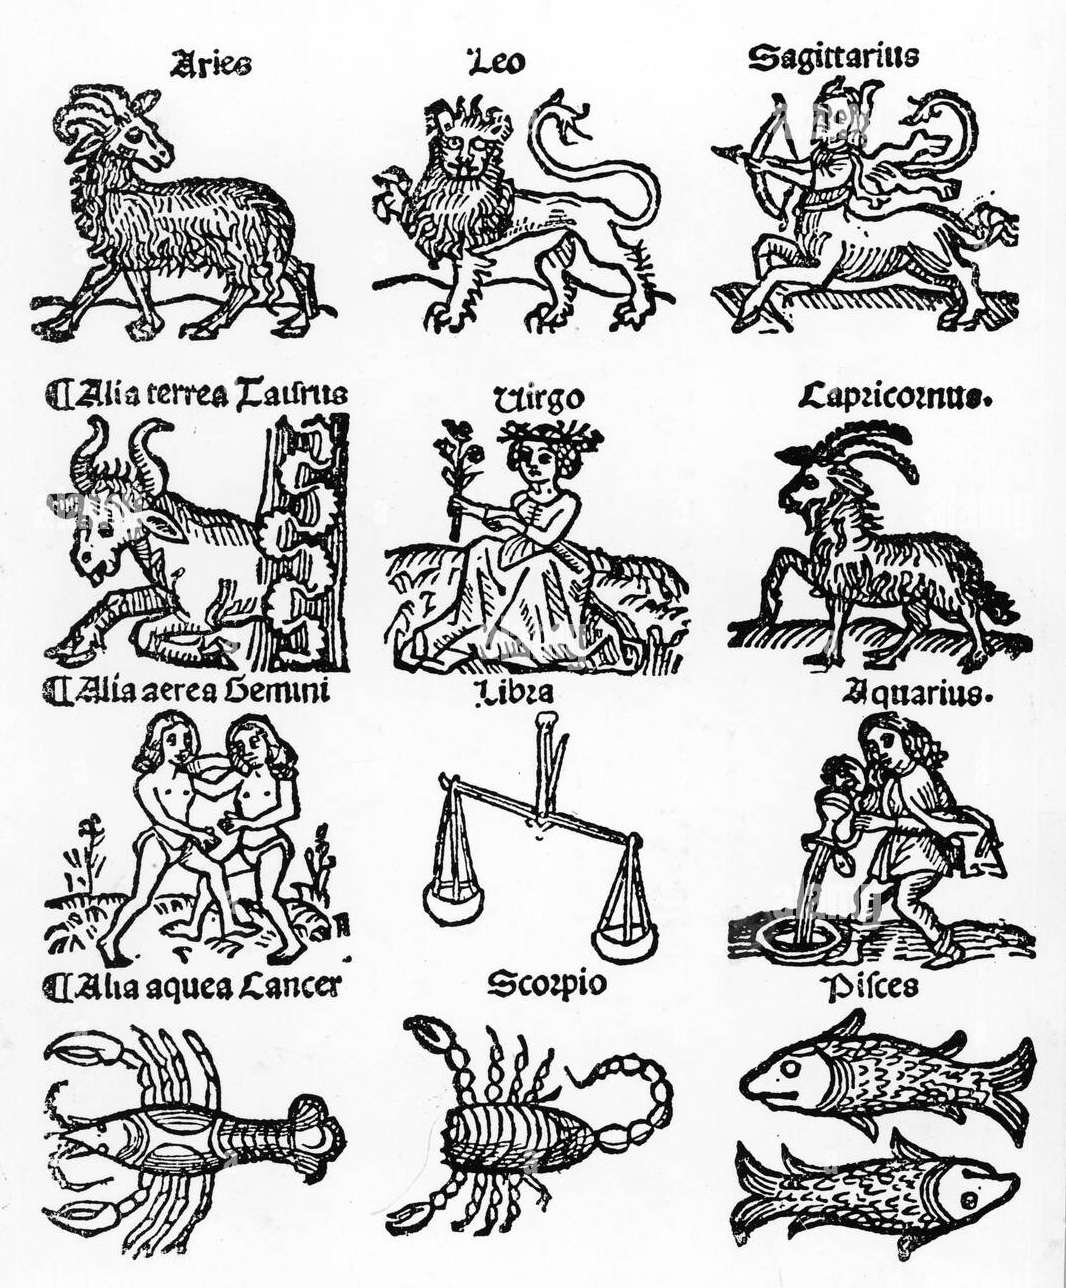 Aries Leo Sagittarius
¶ Alia terrea Taurus Virgo Capricornus.
¶ Alia aerea Gemini Libra Aquarius.
¶ Alia aquea Cancer Scorpio Pisces